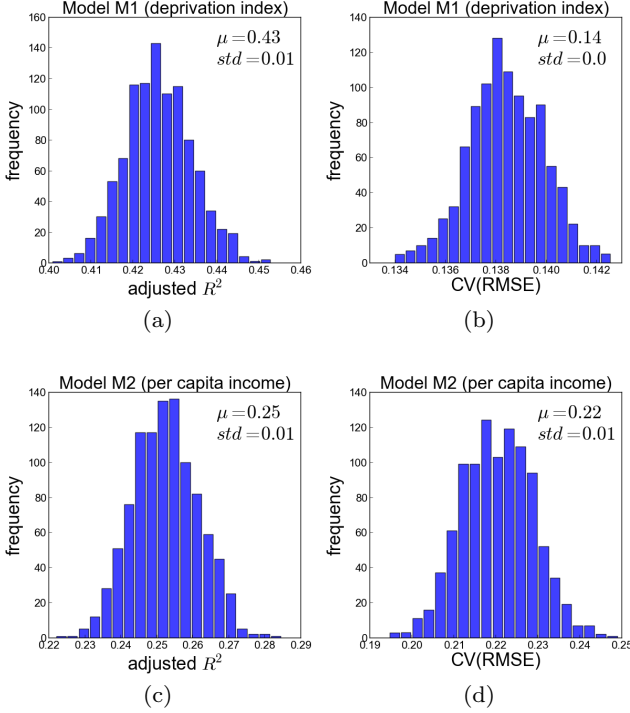 Model M1 (deprivation index)
160
140
120
100
80
60
40
20
0
frequency
μ=0.43
std=0.01
0.40 0.41 0.42 0.43 0.44 0.45 0.46
adjusted R²
(a)
Model M1 (deprivation index)
140
120
100
80
60
40
20
0
frequency
μ=0.14
std=0.0
0.134 0.136 0.138 0.140 0.142
CV(RMSE)
(b)
Model M2 (per capita income)
140
120
100
80
60
40
20
0
frequency
μ=0.25
std=0.01
0.22 0.23 0.24 0.25 0.26 0.27 0.28 0.29
adjusted R²
(c)
Model M2 (per capita income)
140
120
100
80
60
40
20
0
frequency
μ=0.22
std=0.01
0.19 0.20 0.21 0.22 0.23 0.24 0.25
CV(RMSE)
(d)